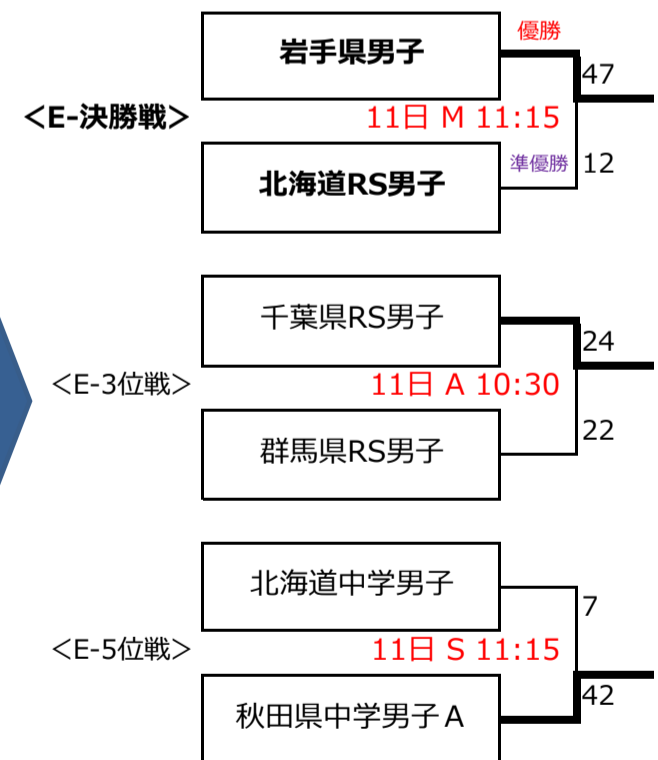 優勝
岩手県男子
47
＜E-決勝戦＞
11日 M 11:15
北海道RS男子
準優勝
12
千葉県RS男子
24
＜E-3位戦＞
11日 A 10:30
群馬県RS男子
22
北海道中学男子
7
＜E-5位戦＞
11日 S 11:15
秋田県中学男子A
42